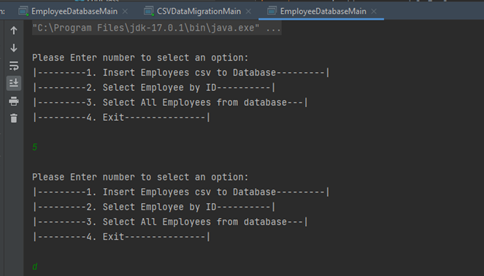 EmployeeDatabaseMain CSVDataMigrationMain EmployeeDatabaseMain
"C:\Program Files\jdk-17.0.1\bin\java.exe" ...
Please Enter number to select an option:
|---------1. Insert Employees csv to Database---------|
|---------2. Select Employee by ID----------|
|---------3. Select All Employees from database---|
|---------4. Exit---------------|
5
Please Enter number to select an option:
|---------1. Insert Employees csv to Database---------|
|---------2. Select Employee by ID----------|
|---------3. Select All Employees from database---|
|---------4. Exit---------------|
d